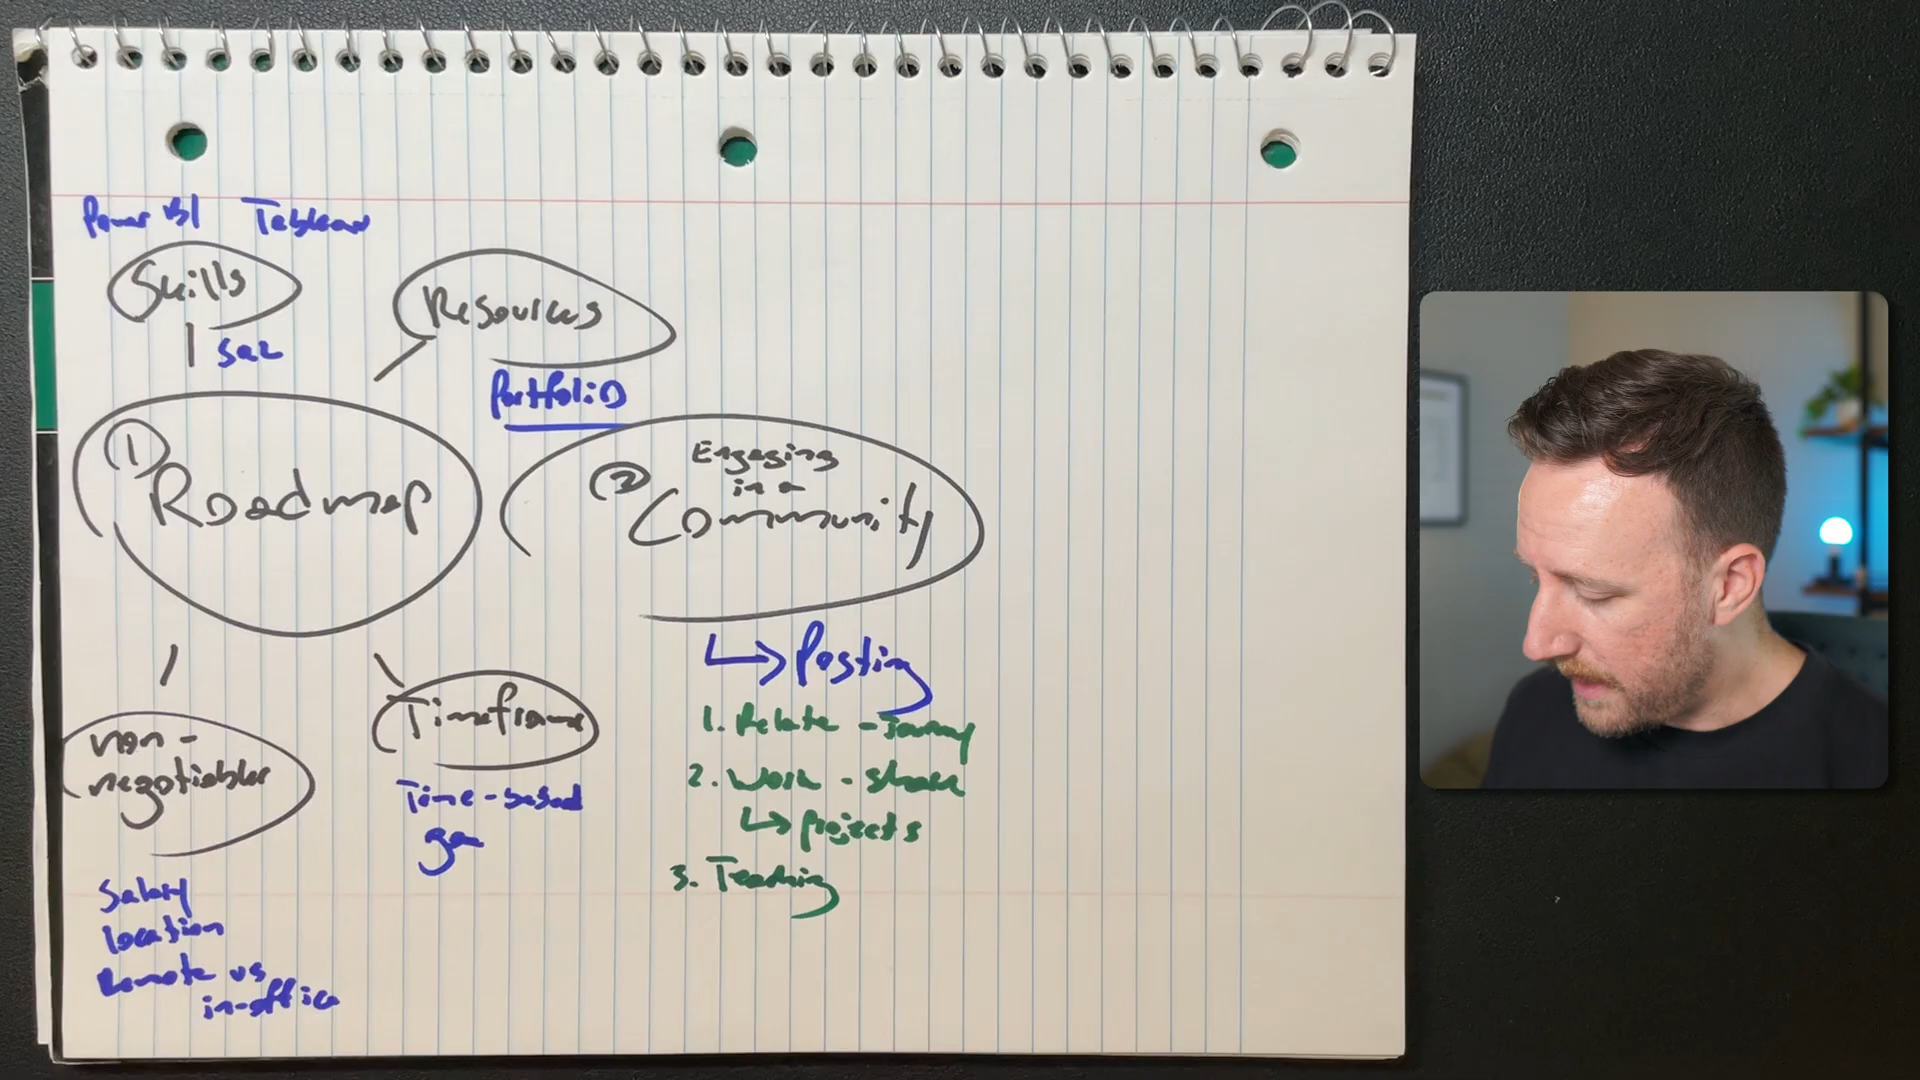 Power BI Tableau
Skills
SQL
Resources
Portfolio
① Roadmap
② Engaging
in a
Community
non-
negotiables
Salary
location
Remote vs
in-office
Timeframe
Time-based
↳ Posting
1. Relate - Journey
2. Work - share
↳ projects
3. Teaching